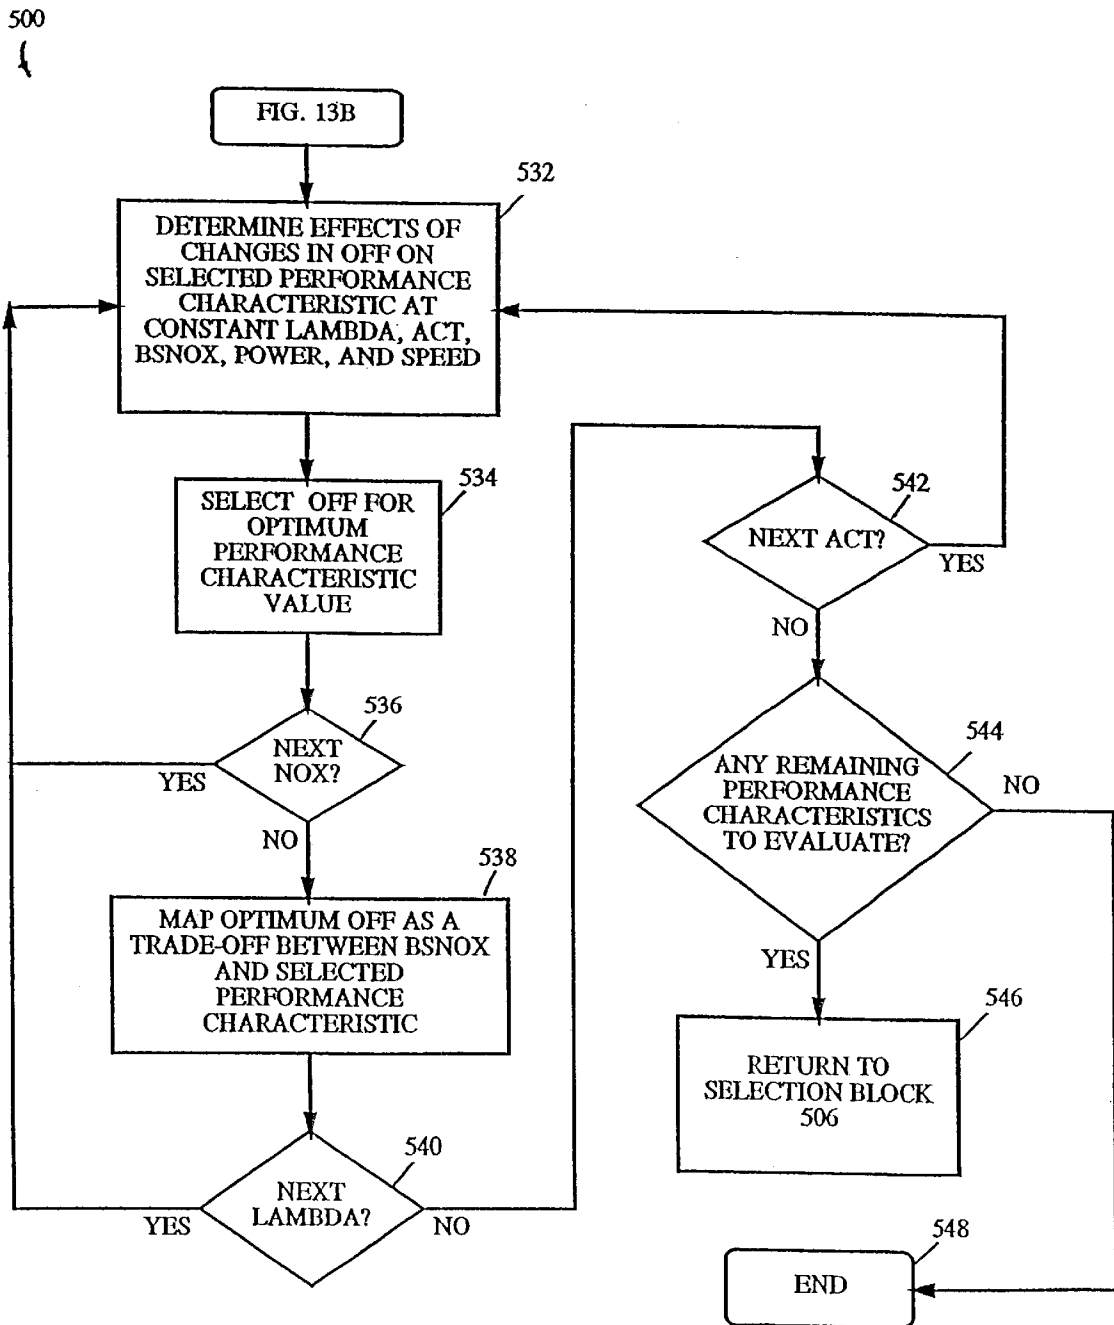 500
FIG. 13B
532
DETERMINE EFFECTS OF
CHANGES IN OFF ON
SELECTED PERFORMANCE
CHARACTERISTIC AT
CONSTANT LAMBDA, ACT,
BSNOX, POWER, AND SPEED
534
SELECT OFF FOR
OPTIMUM
PERFORMANCE
CHARACTERISTIC
VALUE
536
NEXT
NOX?
YES
NO
538
MAP OPTIMUM OFF AS A
TRADE-OFF BETWEEN BSNOX
AND SELECTED
PERFORMANCE
CHARACTERISTIC
540
NEXT
LAMBDA?
YES
NO
542
NEXT ACT?
YES
NO
544
ANY REMAINING
PERFORMANCE
CHARACTERISTICS
TO EVALUATE?
NO
YES
546
RETURN TO
SELECTION BLOCK
506
548
END